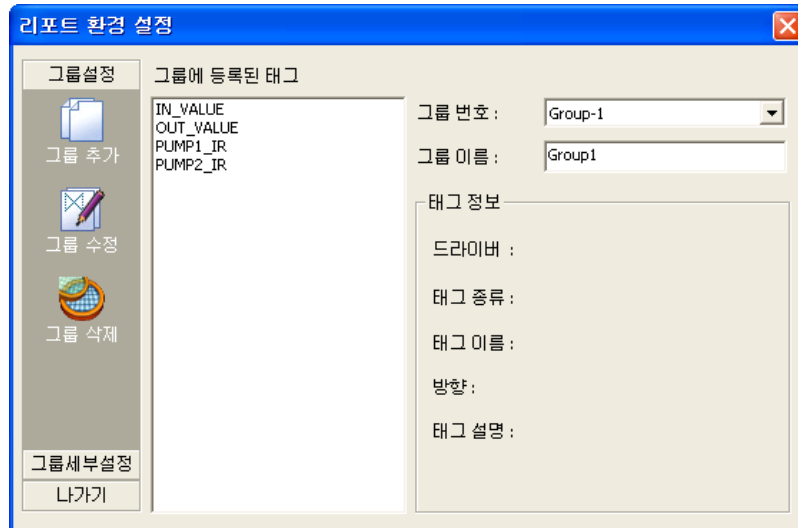 리포트 환경 설정
그룹설정
그룹 추가
그룹 수정
그룹 삭제
그룹세부설정
나가기
그룹에 등록된 태그
IN_VALUE
OUT_VALUE
PUMP1_IR
PUMP2_IR
그룹 번호 : Group-1
그룹 이름 : Group1
태그 정보
드라이버 :
태그 종류 :
태그 이름 :
방향 :
태그 설명 :